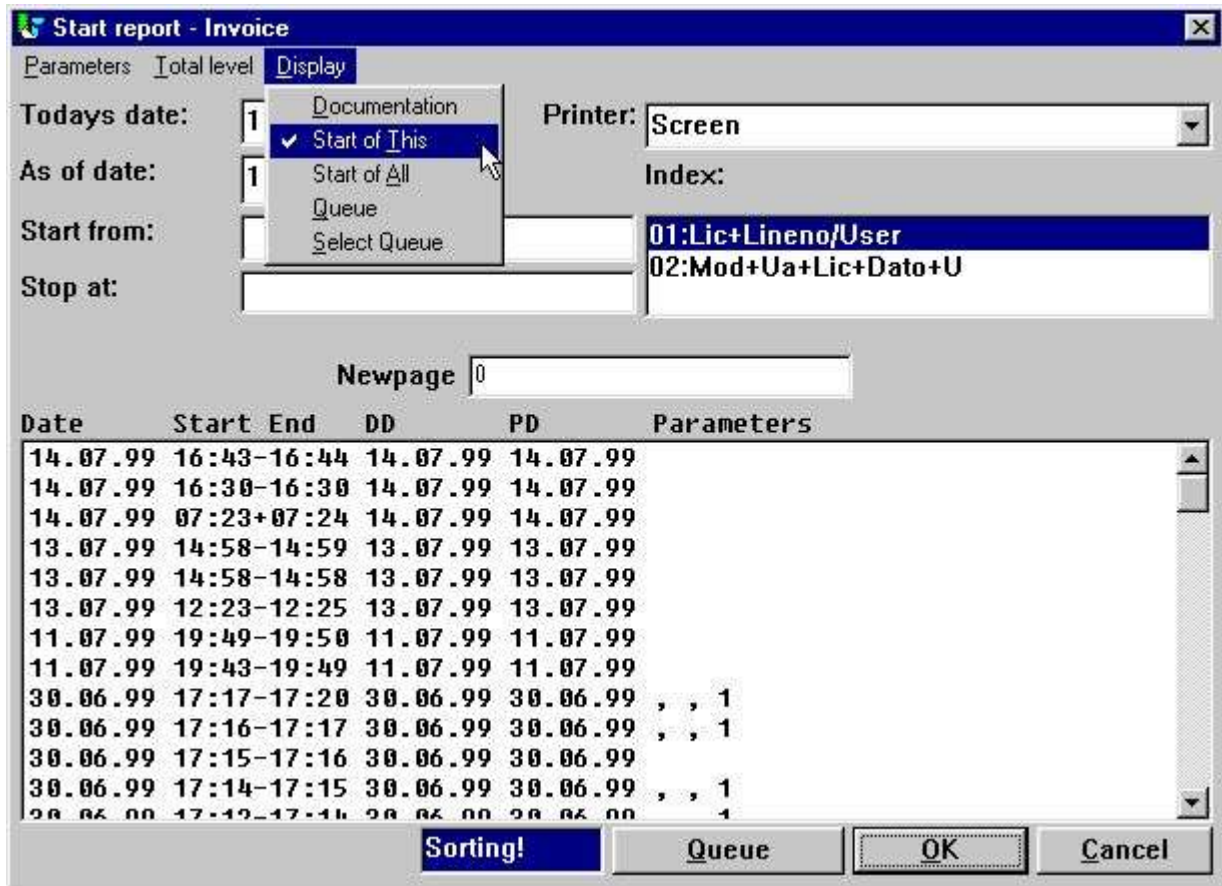 Start report - Invoice
Parameters Total level Display
Todays date: 1 Documentation Printer: Screen
Start of This
As of date: 1 Start of All Index:
Queue
Start from: Select Queue 01:Lic+Lineno/User
02:Mod+Ua+Lic+Dato+U
Stop at:
Newpage 0
Date Start End DD PD Parameters
14.07.99 16:43-16:44 14.07.99 14.07.99
14.07.99 16:30-16:30 14.07.99 14.07.99
14.07.99 07:23+07:24 14.07.99 14.07.99
13.07.99 14:58-14:59 13.07.99 13.07.99
13.07.99 14:58-14:58 13.07.99 13.07.99
13.07.99 12:23-12:25 13.07.99 13.07.99
11.07.99 19:49-19:50 11.07.99 11.07.99
11.07.99 19:43-19:49 11.07.99 11.07.99
30.06.99 17:17-17:20 30.06.99 30.06.99 , , 1
30.06.99 17:16-17:17 30.06.99 30.06.99 , , 1
30.06.99 17:15-17:16 30.06.99 30.06.99
30.06.99 17:14-17:15 30.06.99 30.06.99 , , 1
Sorting! Queue OK Cancel